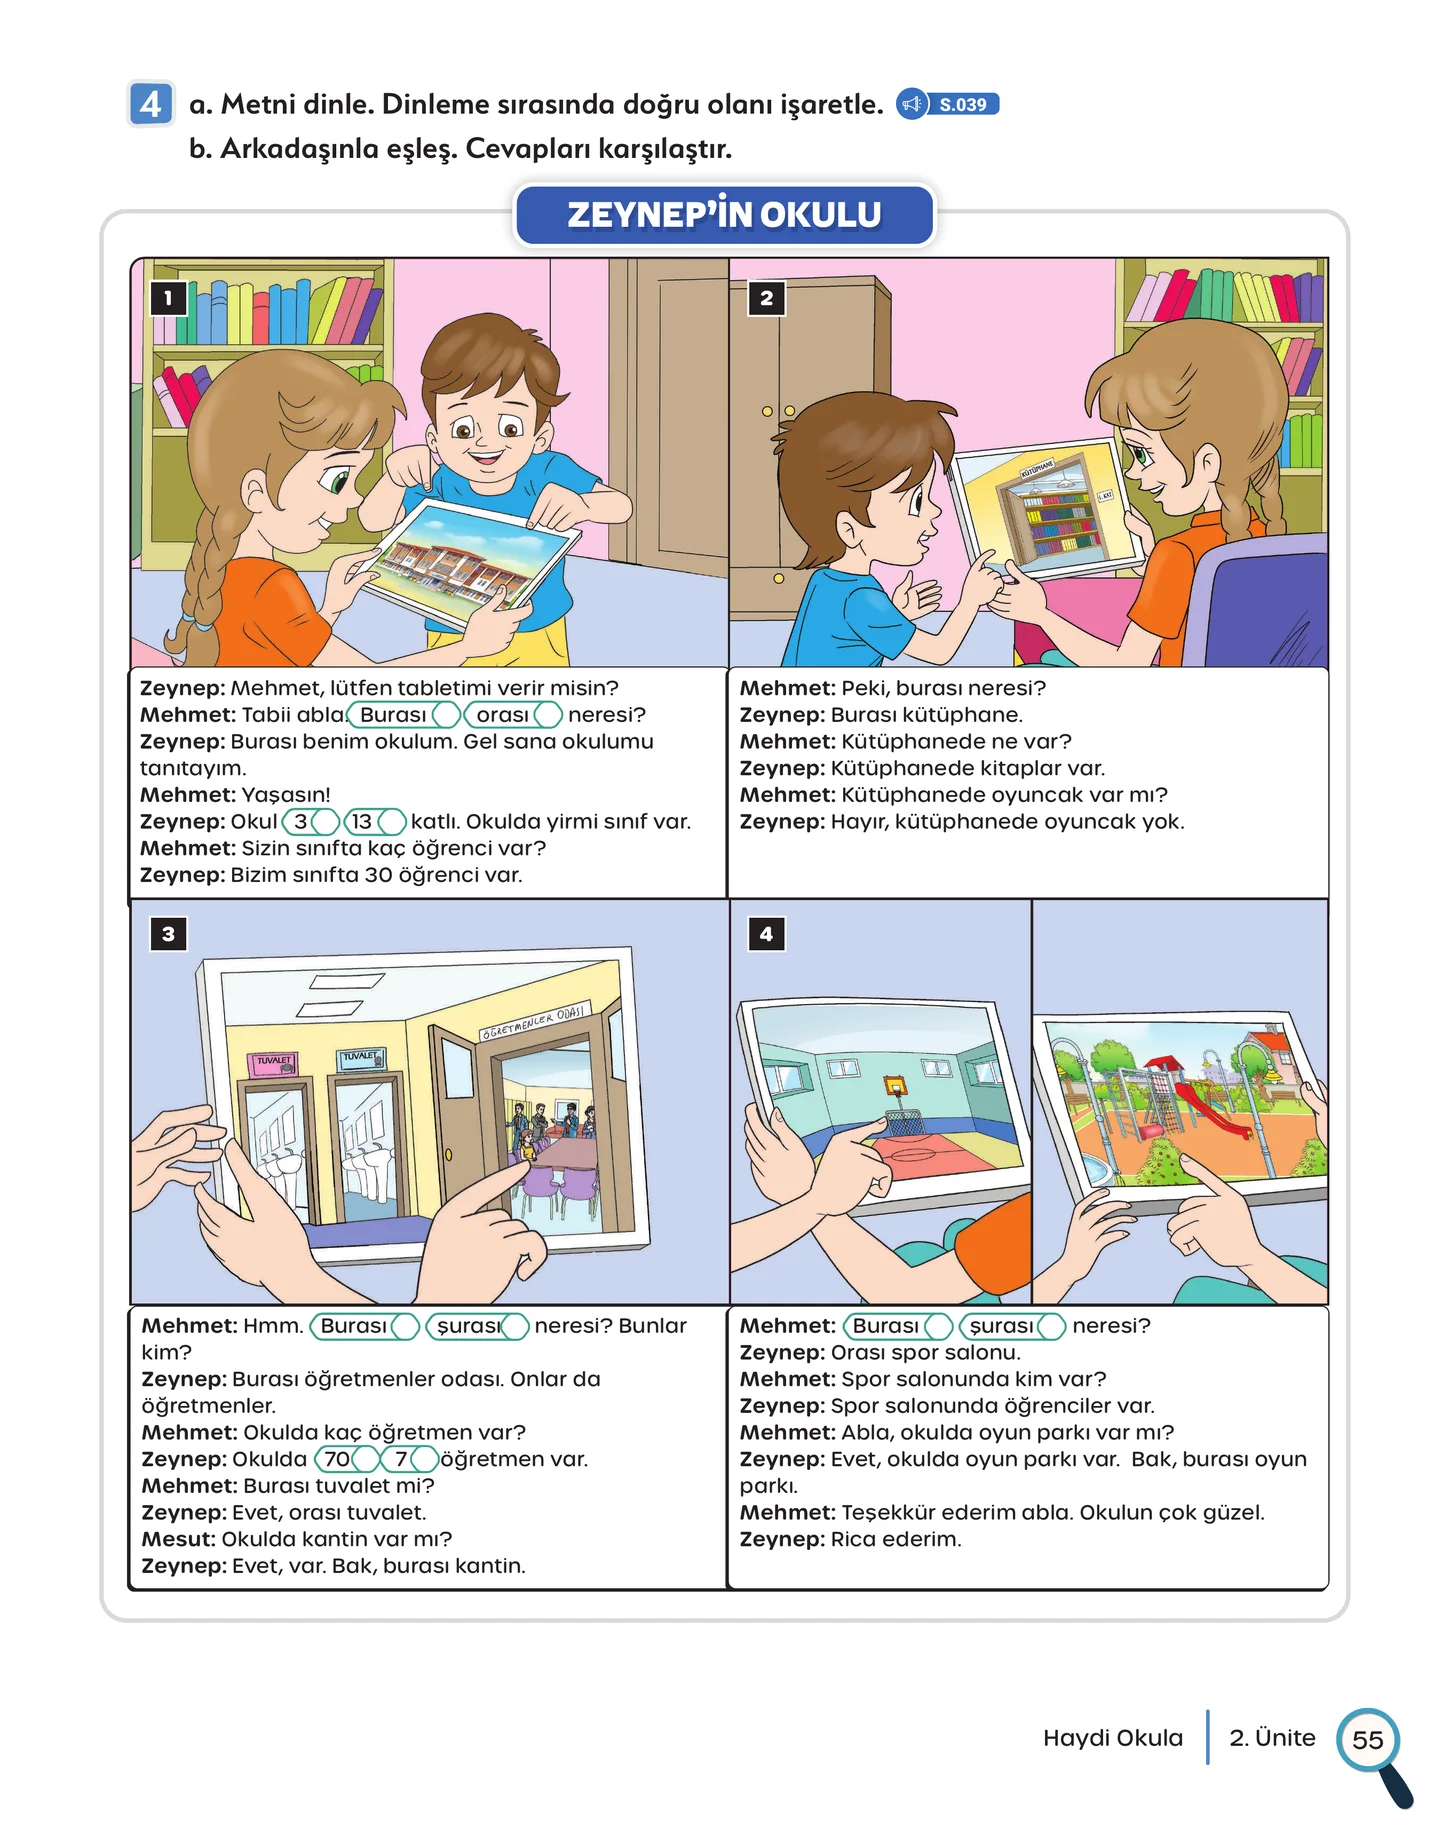 4 a. Metni dinle. Dinleme sırasında doğru olanı işaretle. S.039
b. Arkadaşınla eşleş. Cevapları karşılaştır.
ZEYNEP'İN OKULU
1
2
KÜTÜPHANE
1. KAT
Zeynep: Mehmet, lütfen tabletimi verir misin?
Mehmet: Tabii abla. Burası orası neresi?
Zeynep: Burası benim okulum. Gel sana okulumu
tanıtayım.
Mehmet: Yaşasın!
Zeynep: Okul 3 13 katlı. Okulda yirmi sınıf var.
Mehmet: Sizin sınıfta kaç öğrenci var?
Zeynep: Bizim sınıfta 30 öğrenci var.
Mehmet: Peki, burası neresi?
Zeynep: Burası kütüphane.
Mehmet: Kütüphanede ne var?
Zeynep: Kütüphanede kitaplar var.
Mehmet: Kütüphanede oyuncak var mı?
Zeynep: Hayır, kütüphanede oyuncak yok.
3
TUVALET
TUVALET
ÖĞRETMENLER ODASI
4
Mehmet: Hmm. Burası şurası neresi? Bunlar
kim?
Zeynep: Burası öğretmenler odası. Onlar da
öğretmenler.
Mehmet: Okulda kaç öğretmen var?
Zeynep: Okulda 70 7 öğretmen var.
Mehmet: Burası tuvalet mi?
Zeynep: Evet, orası tuvalet.
Mesut: Okulda kantin var mı?
Zeynep: Evet, var. Bak, burası kantin.
Mehmet: Burası şurası neresi?
Zeynep: Orası spor salonu.
Mehmet: Spor salonunda kim var?
Zeynep: Spor salonunda öğrenciler var.
Mehmet: Abla, okulda oyun parkı var mı?
Zeynep: Evet, okulda oyun parkı var. Bak, burası oyun
parkı.
Mehmet: Teşekkür ederim abla. Okulun çok güzel.
Zeynep: Rica ederim.
Haydi Okula 2. Ünite 55